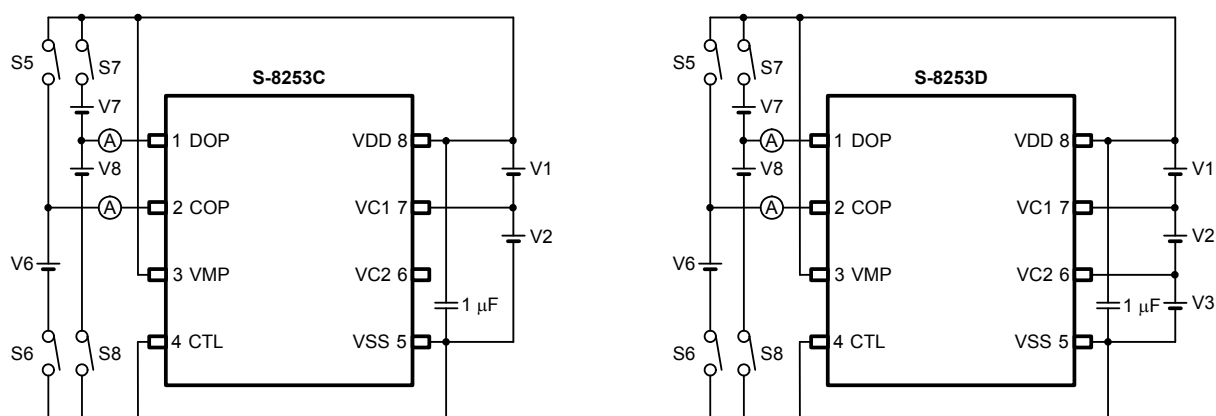 S-8253C
S5
S7
V7
A
1 DOP
VDD 8
V8
V1
A
2 COP
VC1 7
V2
V6
3 VMP
VC2 6
1 μF
S6
S8
4 CTL
VSS 5
S-8253D
S5
S7
V7
A
1 DOP
VDD 8
V8
V1
A
2 COP
VC1 7
V2
V6
3 VMP
VC2 6
1 μF
V3
S6
S8
4 CTL
VSS 5